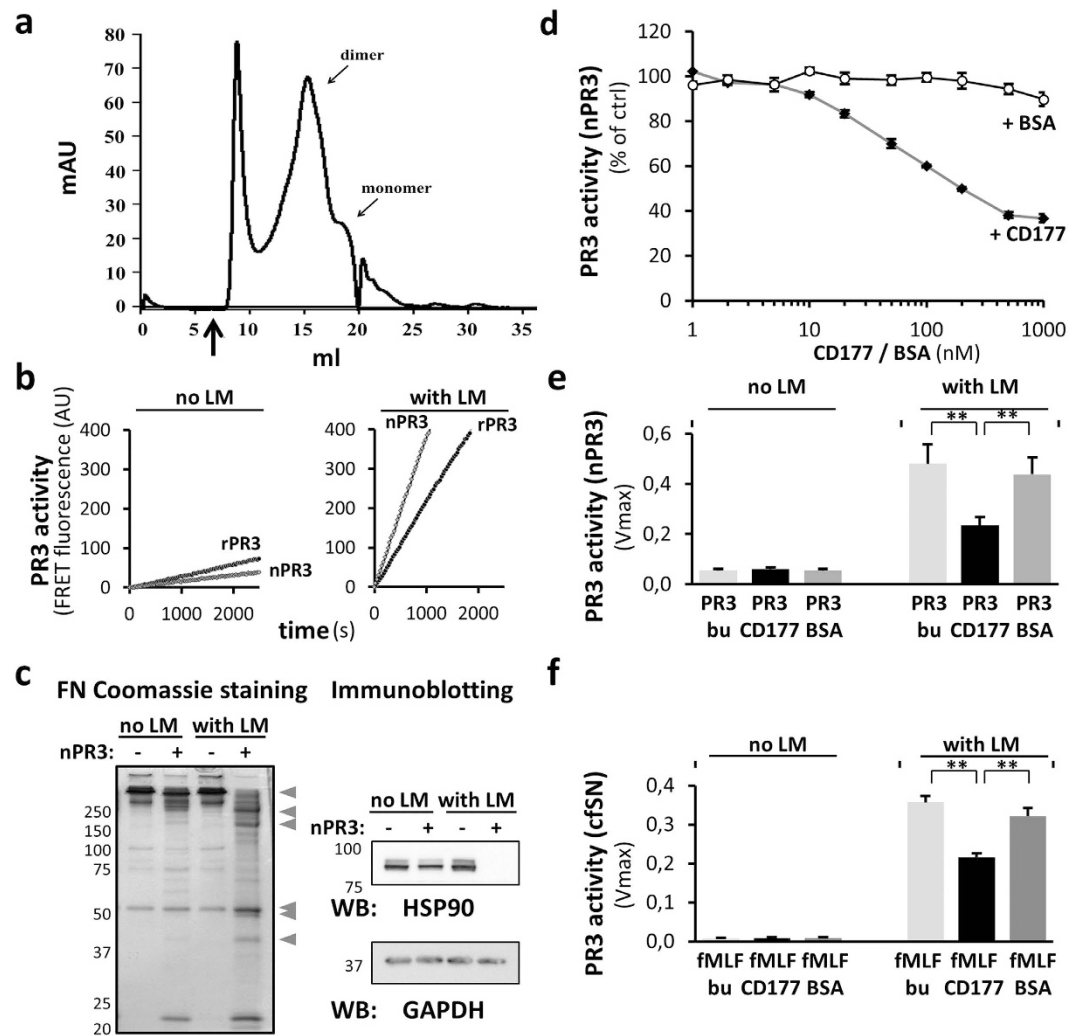 a
mAU
80
70
60
50
40
30
20
10
0
dimer
monomer
0 5 10 15 20 25 30 35
ml
b
PR3 activity
(FRET fluorescence (AU)
no LM
400
300
200
100
0
rPR3
nPR3
0 1000 2000
with LM
nPR3 rPR3
400
300
200
100
0
0 1000 2000
time (s)
c
FN Coomassie staining
no LM with LM
nPR3: - + - +
250
150
100
75
50
37
25
20
Immunoblotting
no LM with LM
nPR3: - + - +
100
75
WB: HSP90
37
WB: GAPDH
d
PR3 activity (nPR3)
(% of ctrl)
120
100
80
60
40
20
0
+ BSA
+ CD177
1 10 100 1000
CD177 / BSA (nM)
e
PR3 activity (nPR3)
(Vmax)
no LM with LM
** **
0,6
0,4
0,2
0,0
PR3 PR3 PR3 PR3 PR3 PR3
bu CD177 BSA bu CD177 BSA
f
PR3 activity (cfSN)
(Vmax)
no LM with LM
** **
0,4
0,3
0,2
0,1
0,0
fMLF fMLF fMLF fMLF fMLF fMLF
bu CD177 BSA bu CD177 BSA